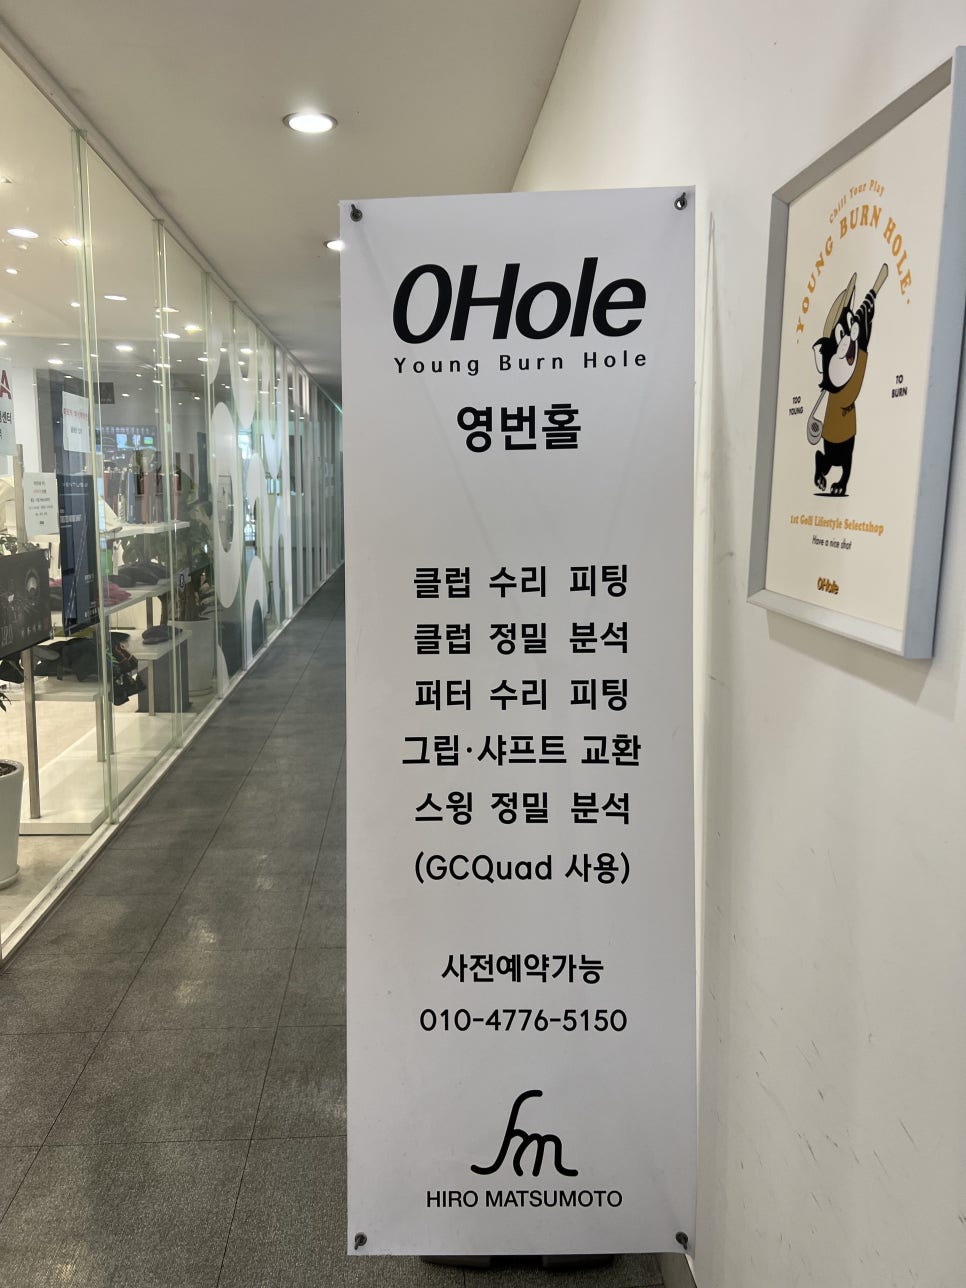 0Hole
Young Burn Hole
영번홀
클럽 수리 피팅
클럽 정밀 분석
퍼터 수리 피팅
그립·샤프트 교환
스윙 정밀 분석
(GCQuad 사용)
사전예약가능
010-4776-5150
HIRO MATSUMOTO
Chill Your Play
·YOUNG BURN HOLE·
TOO
YOUNG
TO
BURN
1st Golf Lifestyle Selectshop
Have a nice shot
0Hole